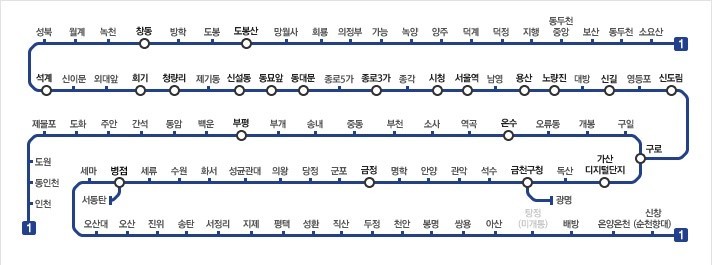 성북 월계 녹천 창동 방학 도봉 도봉산 망월사 회룡 의정부 가능 녹양 양주 덕계 덕정 지행 동두천
중앙 보산 동두천 소요산
1
석계 신이문 외대앞 회기 청량리 제기동 신설동 동묘앞 동대문 종로5가 종로3가 종각 시청 서울역 남영 용산 노량진 대방 신길 영등포 신도림
제물포 도화 주안 간석 동암 백운 부평 부개 송내 중동 부천 소사 역곡 온수 오류동 개봉 구일
구로
도원
동인천
인천
1
세마 병점 세류 수원 화서 성균관대 의왕 당정 군포 금정 명학 안양 관악 석수 금천구청 독산 가산
디지털단지
서동탄
광명
오산대 오산 진위 송탄 서정리 지제 평택 성환 직산 두정 천안 봉명 쌍용 아산 탕정
(미개통) 배방 온양온천 신창
(순천향대)
1